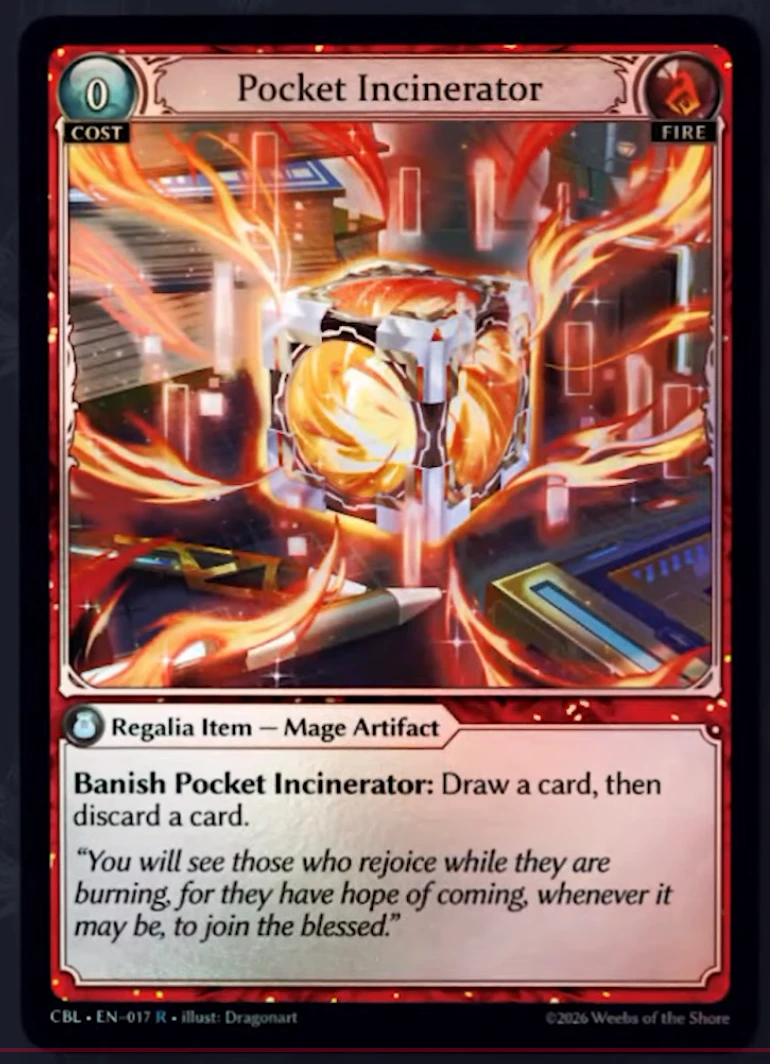 0
Pocket Incinerator
COST
FIRE
Regalia Item — Mage Artifact
Banish Pocket Incinerator: Draw a card, then
discard a card.
“You will see those who rejoice while they are
burning, for they have hope of coming, whenever it
may be, to join the blessed.”
CBL • EN-017 R • illust: Dragonart
©2026 Weebs of the Shore